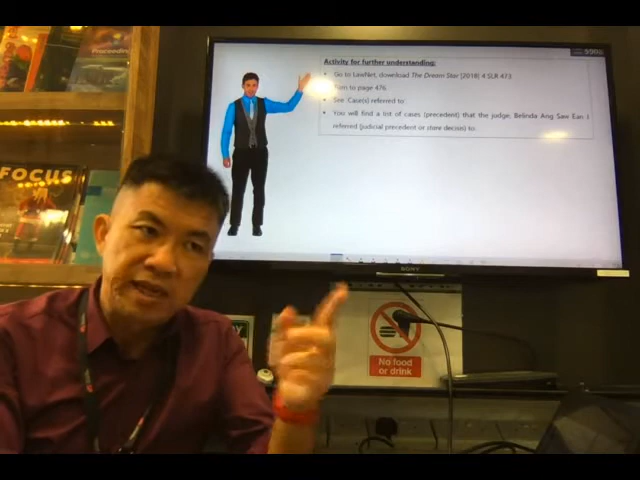 Proceedin
FOCUS
Activity for further understanding:
• Go to LawNet, download The Dream Star [2018] 4 SLR 473
Turn to page 476.
• See 'Case(s) referred to'
• You will find a list of cases (precedent) that the judge, Belinda Ang Saw Ean J
referred (judicial precedent or stare decisis) to.
SONY
No food
or drink